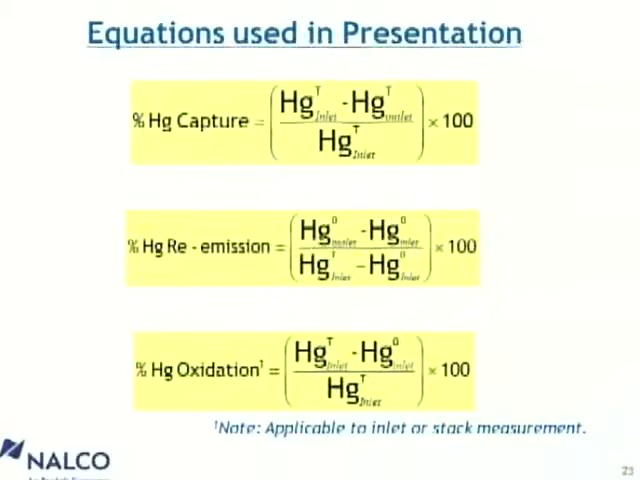 Equations used in Presentation
% Hg Capture = ( (Hg^T_Inlet - Hg^T_outlet) / Hg^T_Inlet ) × 100
% Hg Re - emission = ( (Hg^0_outlet - Hg^0_inlet) / (Hg^T_Inlet – Hg^0_Inlet) ) × 100
% Hg Oxidation† = ( (Hg^T_Inlet - Hg^0_inlet) / Hg^T_Inlet ) × 100
†Note: Applicable to inlet or stack measurement.
NALCO
23